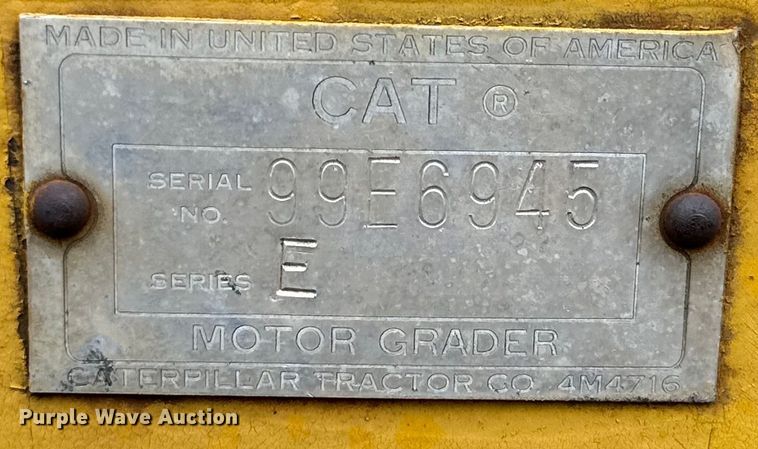 MADE IN UNITED STATES OF AMERICA
CAT ®
SERIAL NO. 99E6945
SERIES E
MOTOR GRADER
CATERPILLAR TRACTOR CO. 4M4716
Purple Wave Auction